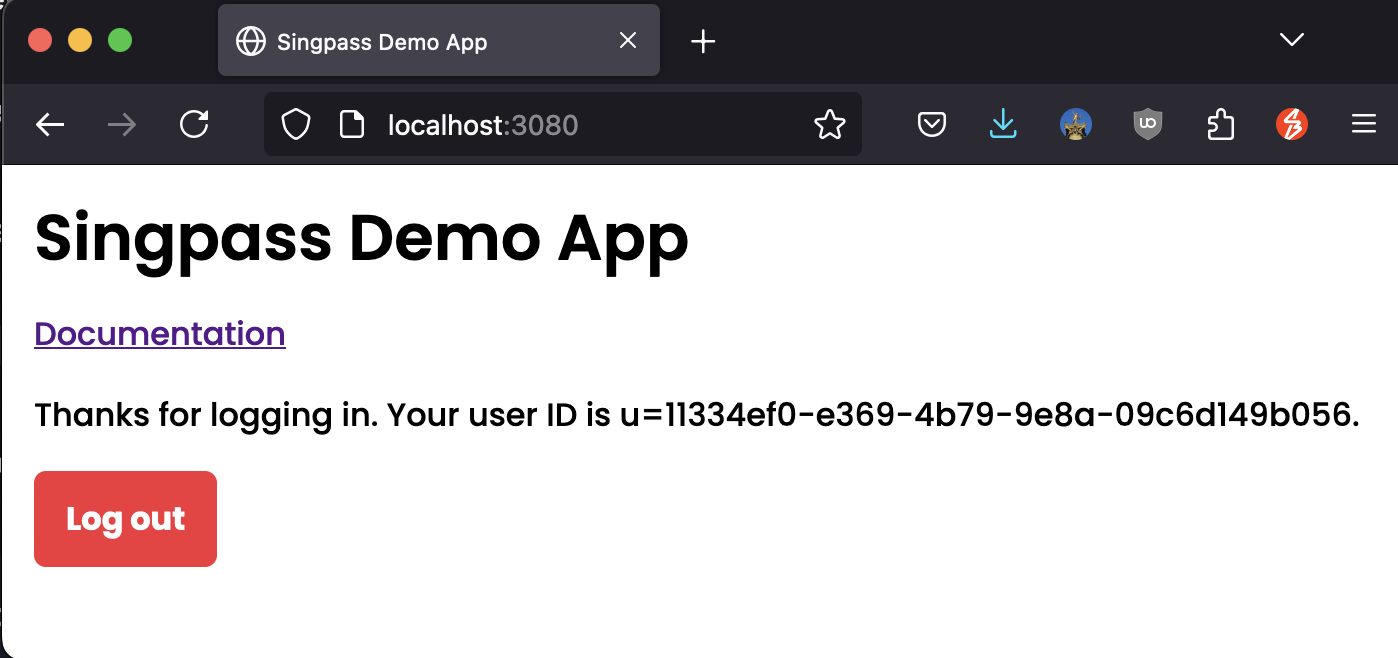 Singpass Demo App
localhost:3080
Singpass Demo App
Documentation
Thanks for logging in. Your user ID is u=11334ef0-e369-4b79-9e8a-09c6d149b056.
Log out